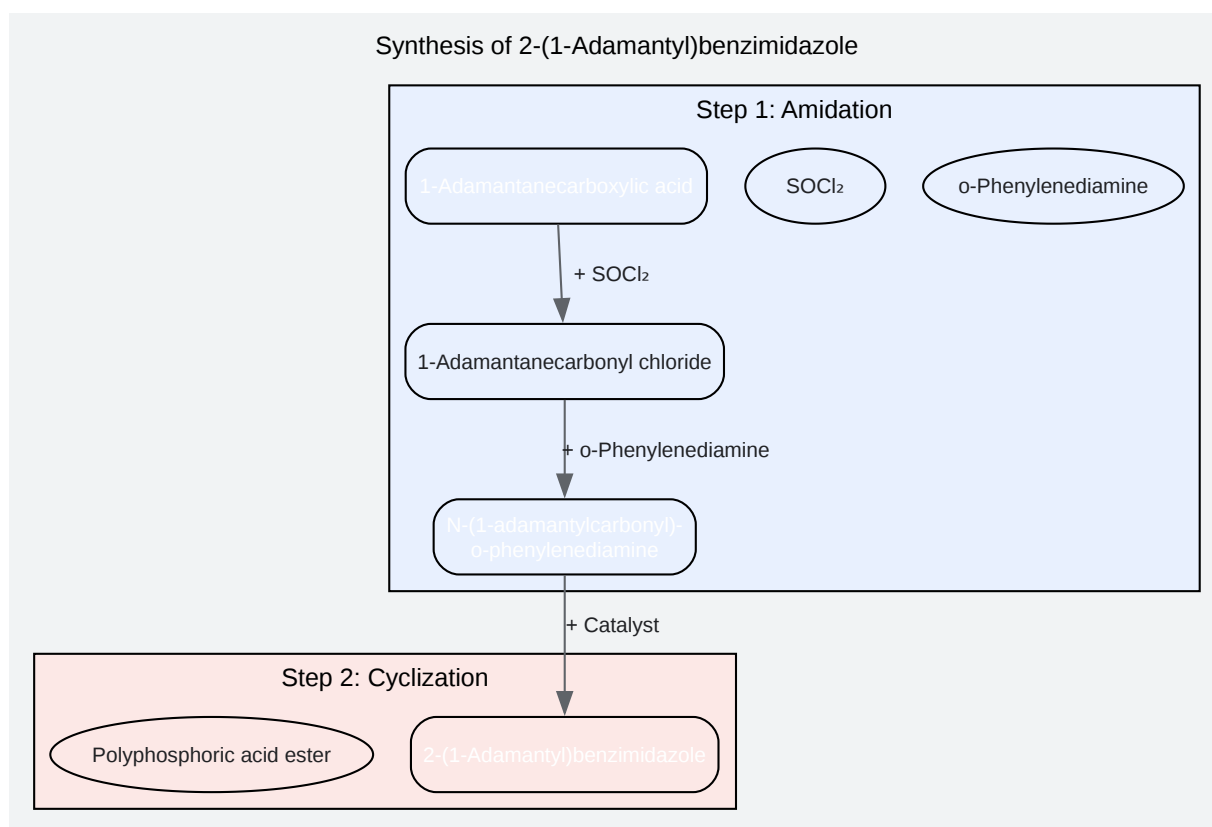 Synthesis of 2-(1-Adamantyl)benzimidazole
Step 1: Amidation
1-Adamantanecarboxylic acid
SOCl₂
o-Phenylenediamine
+ SOCl₂
1-Adamantanecarbonyl chloride
+ o-Phenylenediamine
N-(1-adamantylcarbonyl)-
o-phenylenediamine
+ Catalyst
Step 2: Cyclization
Polyphosphoric acid ester
2-(1-Adamantyl)benzimidazole